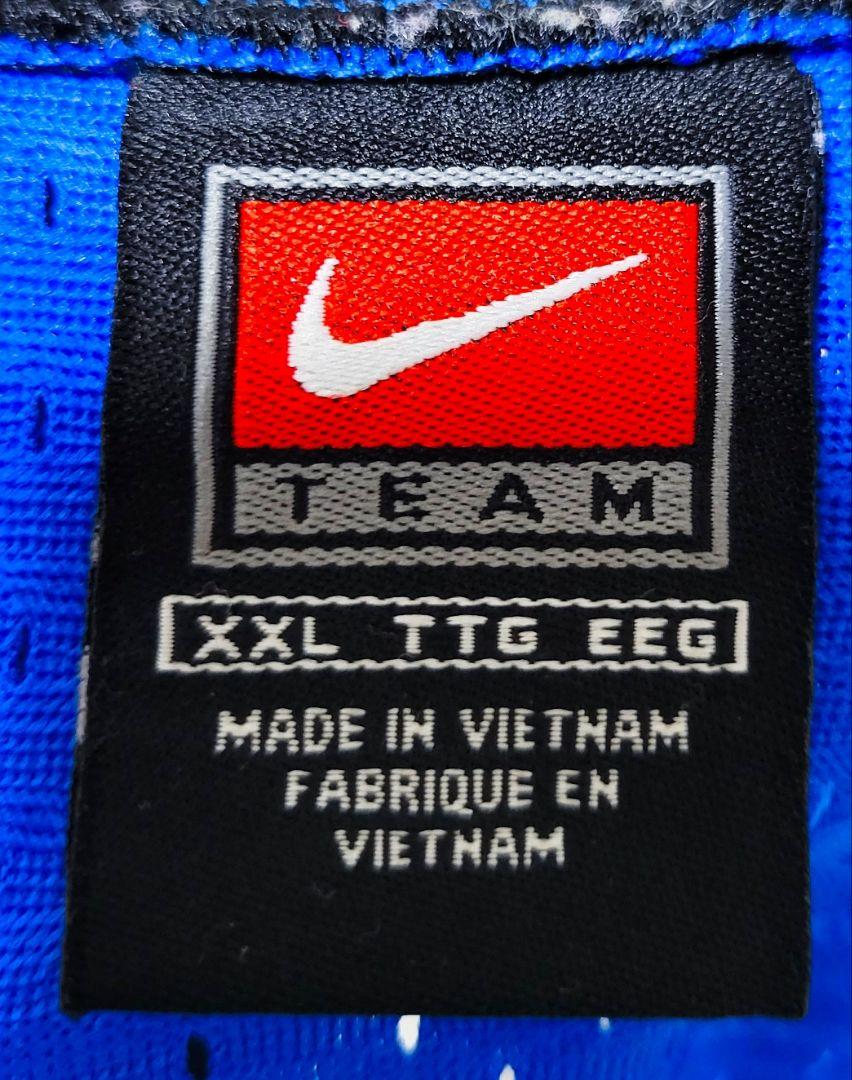 TEAM
XXL TTG EEG
MADE IN VIETNAM
FABRIQUE EN
VIETNAM